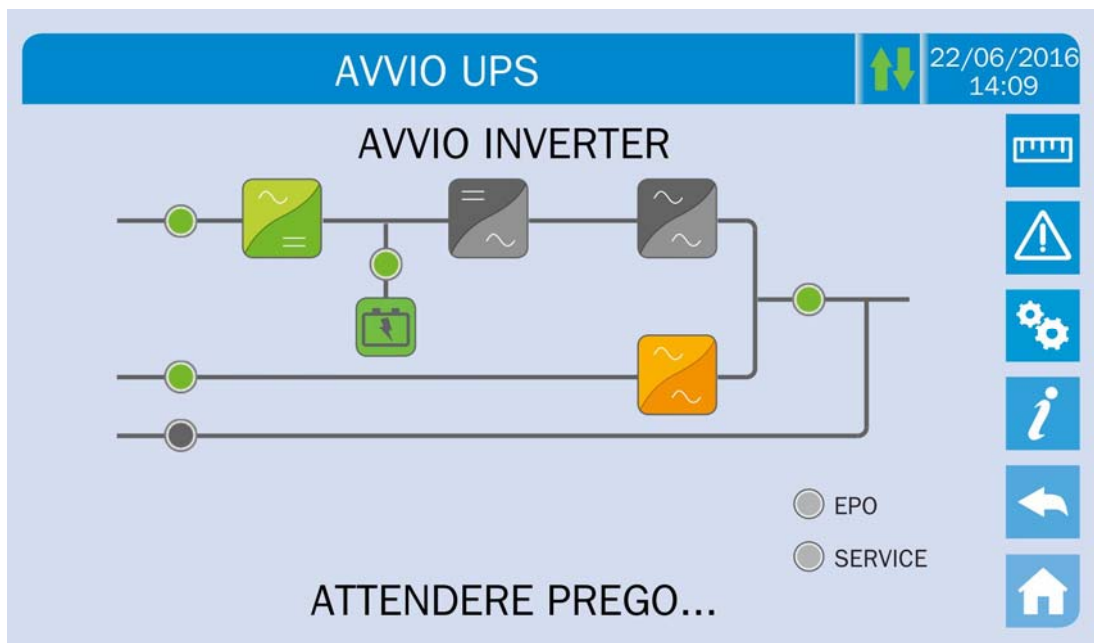 AVVIO UPS
22/06/2016
14:09
AVVIO INVERTER
EPO
SERVICE
ATTENDERE PREGO...